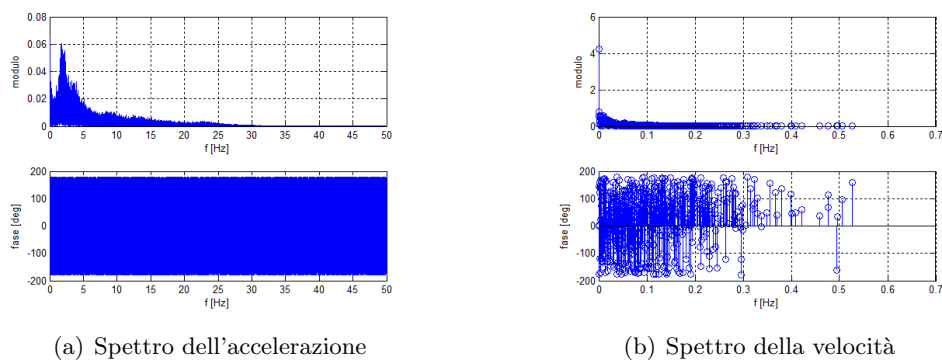 0.08
0.06
0.04
0.02
0
modulo
0 5 10 15 20 25 30 35 40 45 50
f [Hz]
200
100
0
-100
-200
fase [deg]
0 5 10 15 20 25 30 35 40 45 50
f [Hz]
(a) Spettro dell'accelerazione
6
4
2
0
modulo
0 0.1 0.2 0.3 0.4 0.5 0.6 0.7
f [Hz]
200
100
0
-100
-200
fase [deg]
0 0.1 0.2 0.3 0.4 0.5 0.6 0.7
f [Hz]
(b) Spettro della velocità